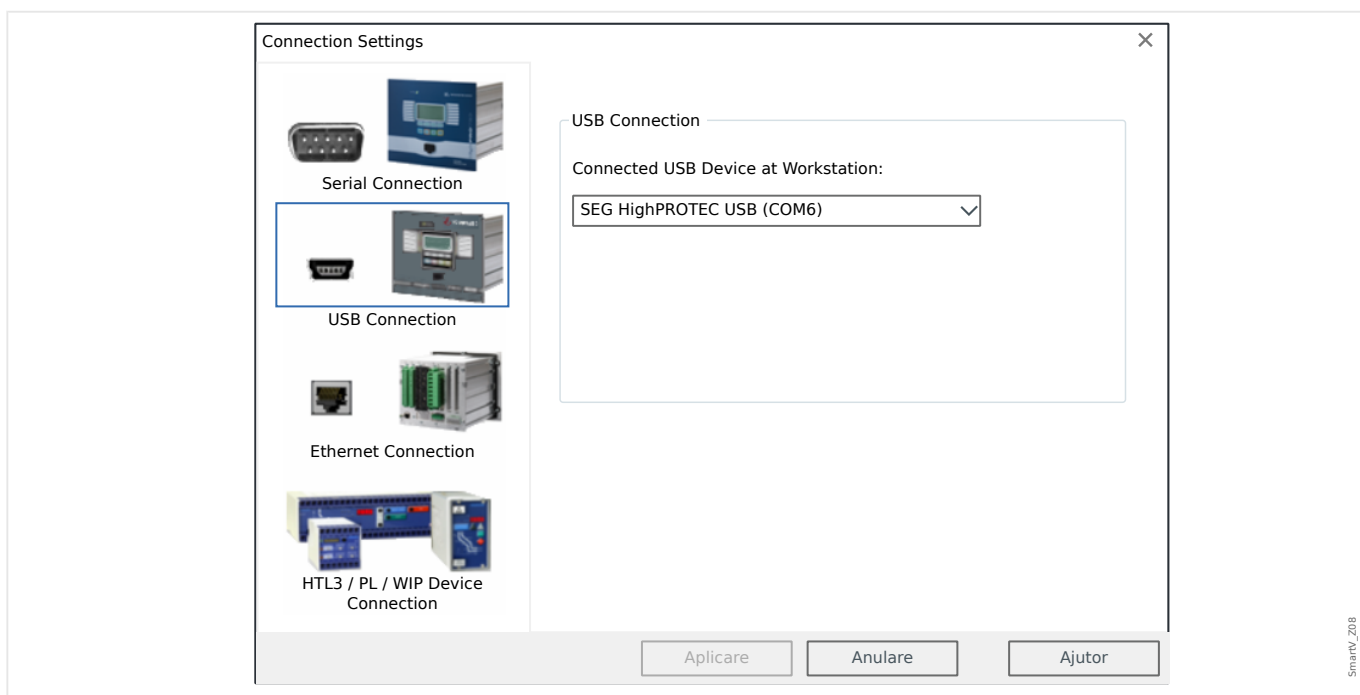 Connection Settings
Serial Connection
USB Connection
Ethernet Connection
HTL3 / PL / WIP Device
Connection
USB Connection
Connected USB Device at Workstation:
SEG HighPROTEC USB (COM6)
Aplicare
Anulare
Ajutor
SmartV_Z08